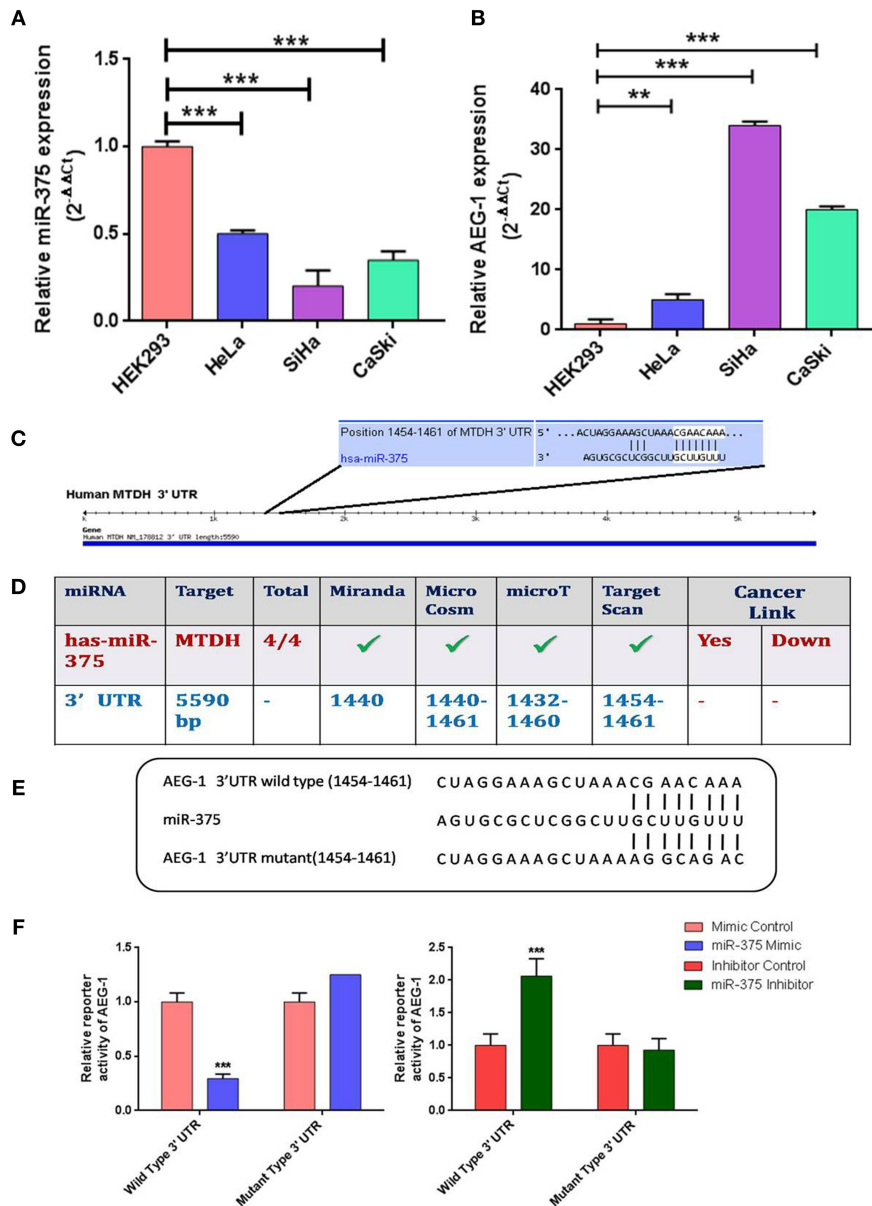 A
Relative miR-375 expression
(2-ΔΔCt)
1.5
1.0
0.5
0.0
***
***
***
HEK293
HeLa
SiHa
CaSki
B
Relative AEG-1 expression
(2-ΔΔCt)
40
30
20
10
0
***
***
**
HEK293
HeLa
SiHa
CaSki
C
Position 1454-1461 of MTDH 3' UTR 5' ...ACUAGGAAAGCUAAACGAACAAA...
hsa-miR-375 3' AGUGCGCUCGGCUUGCUUGUUU
Human MTDH 3' UTR
k 1k 2k 3k 4k 5k
Gene
Human MTDH NM_178812 3' UTR length:5590
D
miRNA Target Total Miranda Micro Cosm microT Target Scan Cancer Link
has-miR-375 MTDH 4/4 ✓ ✓ ✓ ✓ Yes Down
3' UTR 5590 bp - 1440 1440-1461 1432-1460 1454-1461 - -
E
AEG-1 3'UTR wild type (1454-1461) CUAGGAAAGCUAAACGAACAAA
miR-375 AGUGCGCUCGGCUUGCUUGUUU
AEG-1 3'UTR mutant(1454-1461) CUAGGAAAGCUAAAAGGCAGAC
F
Relative reporter
activity of AEG-1
1.5
1.0
0.5
0.0
***
Wild Type 3' UTR
Mutant Type 3' UTR
Relative reporter
activity of AEG-1
2.5
2.0
1.5
1.0
0.5
0.0
***
Wild Type 3' UTR
Mutant Type 3' UTR
Mimic Control
miR-375 Mimic
Inhibitor Control
miR-375 Inhibitor